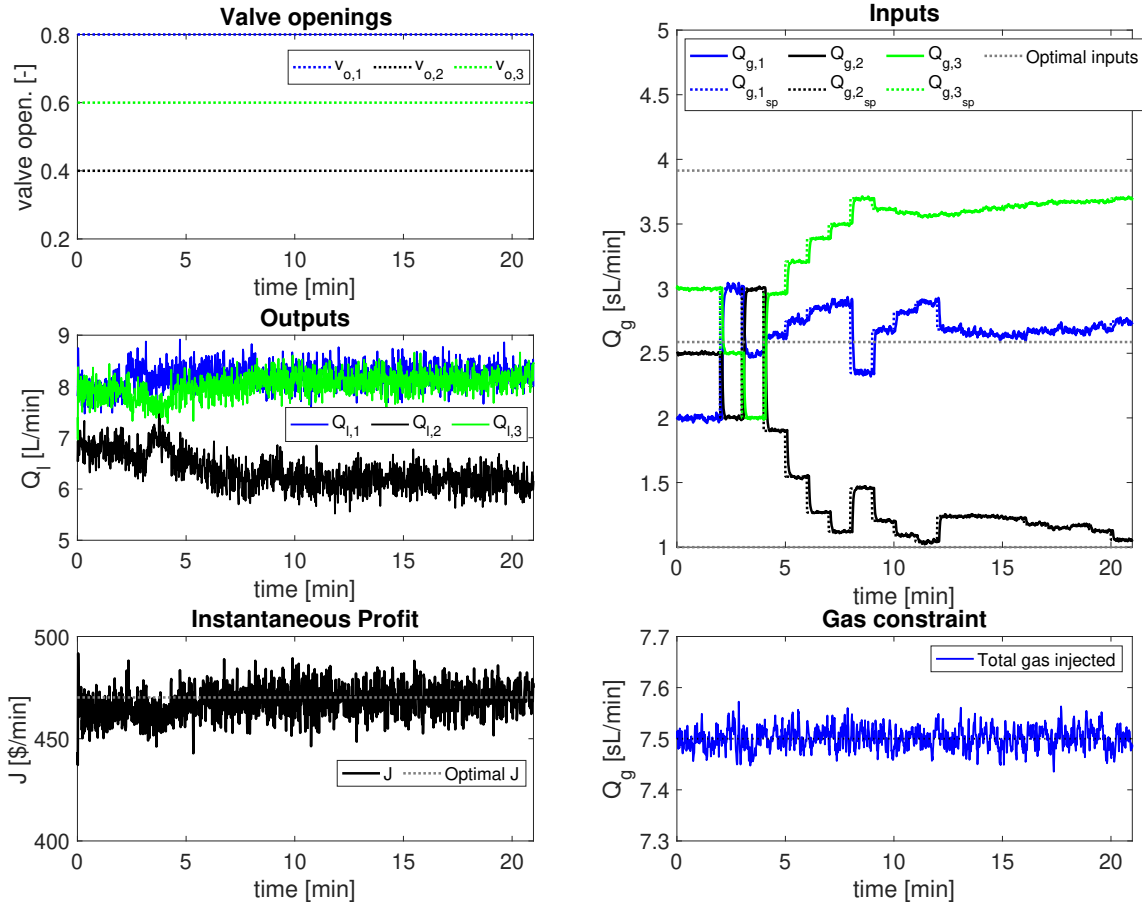 Valve openings
valve open. [-]
0.8
0.6
0.4
0.2
v_{o,1} v_{o,2} v_{o,3}
0 5 10 15 20
time [min]
Outputs
Q_l [L/min]
9
8
7
6
5
Q_{l,1} Q_{l,2} Q_{l,3}
0 5 10 15 20
time [min]
Instantaneous Profit
J [$/min]
500
450
400
J Optimal J
0 5 10 15 20
time [min]
Inputs
Q_g [sL/min]
5
4.5
4
3.5
3
2.5
2
1.5
1
Q_{g,1} Q_{g,2} Q_{g,3} Optimal inputs
Q_{g,1_{sp}} Q_{g,2_{sp}} Q_{g,3_{sp}}
0 5 10 15 20
time [min]
Gas constraint
Q_g [sL/min]
7.7
7.6
7.5
7.4
7.3
Total gas injected
0 5 10 15 20
time [min]